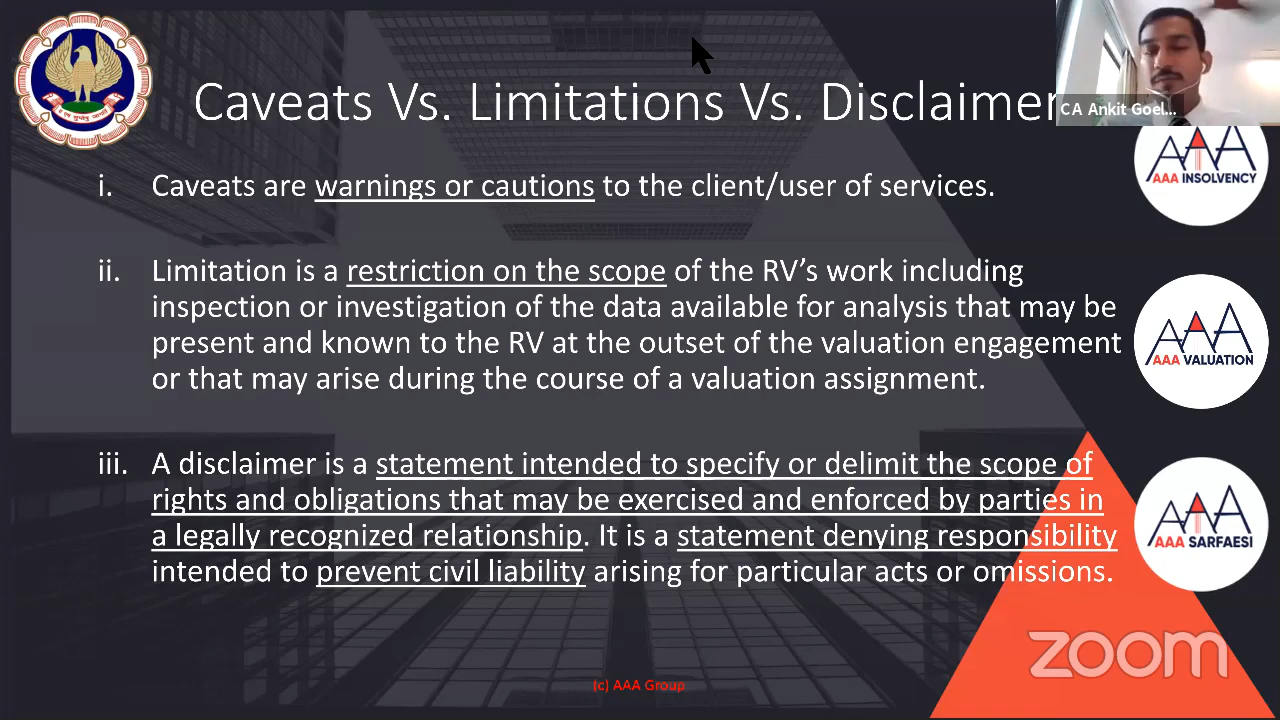 Caveats Vs. Limitations Vs. Disclaimer
CA Ankit Goel...
i. Caveats are warnings or cautions to the client/user of services.
AAA INSOLVENCY
ii. Limitation is a restriction on the scope of the RV’s work including
inspection or investigation of the data available for analysis that may be
present and known to the RV at the outset of the valuation engagement
or that may arise during the course of a valuation assignment.
AAA VALUATION
iii. A disclaimer is a statement intended to specify or delimit the scope of
rights and obligations that may be exercised and enforced by parties in
a legally recognized relationship. It is a statement denying responsibility
intended to prevent civil liability arising for particular acts or omissions.
AAA SARFAESI
zoom
(c) AAA Group